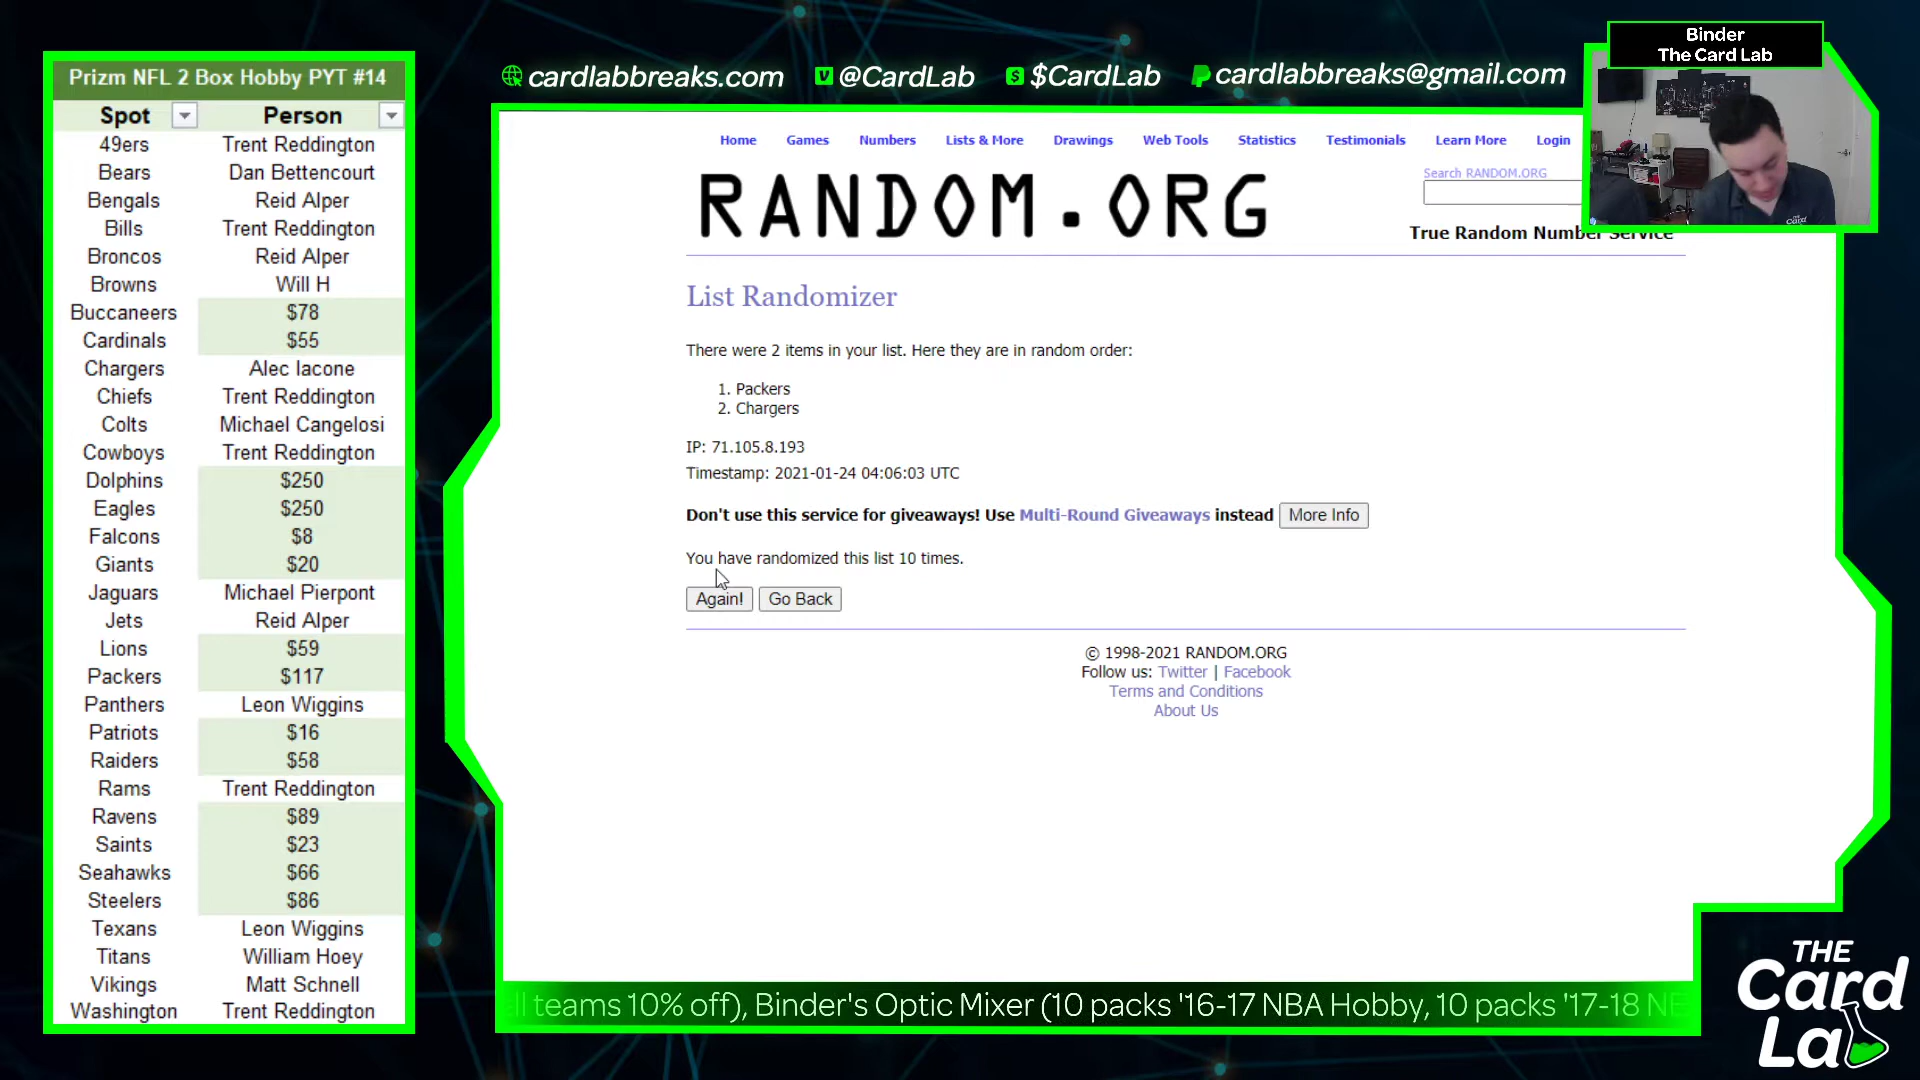 Binder
The Card Lab
cardlabbreaks.com @CardLab $CardLab cardlabbreaks@gmail.com
Prizm NFL 2 Box Hobby PYT #14
Spot Person
49ers Trent Reddington
Bears Dan Bettencourt
Bengals Reid Alper
Bills Trent Reddington
Broncos Reid Alper
Browns Will H
Buccaneers $78
Cardinals $55
Chargers Alec Iacone
Chiefs Trent Reddington
Colts Michael Cangelosi
Cowboys Trent Reddington
Dolphins $250
Eagles $250
Falcons $8
Giants $20
Jaguars Michael Pierpont
Jets Reid Alper
Lions $59
Packers $117
Panthers Leon Wiggins
Patriots $16
Raiders $58
Rams Trent Reddington
Ravens $89
Saints $23
Seahawks $66
Steelers $86
Texans Leon Wiggins
Titans William Hoey
Vikings Matt Schnell
Washington Trent Reddington
Home Games Numbers Lists & More Drawings Web Tools Statistics Testimonials Learn More Login
Search RANDOM.ORG
RANDOM.ORG
True Random Number Service
List Randomizer
There were 2 items in your list. Here they are in random order:
1. Packers
2. Chargers
IP: 71.105.8.193
Timestamp: 2021-01-24 04:06:03 UTC
Don't use this service for giveaways! Use Multi-Round Giveaways instead More Info
You have randomized this list 10 times.
Again! Go Back
© 1998-2021 RANDOM.ORG
Follow us: Twitter | Facebook
Terms and Conditions
About Us
teams 10% off), Binder's Optic Mixer (10 packs '16-17 NBA Hobby, 10 packs '17-18
THE
Card
Lab